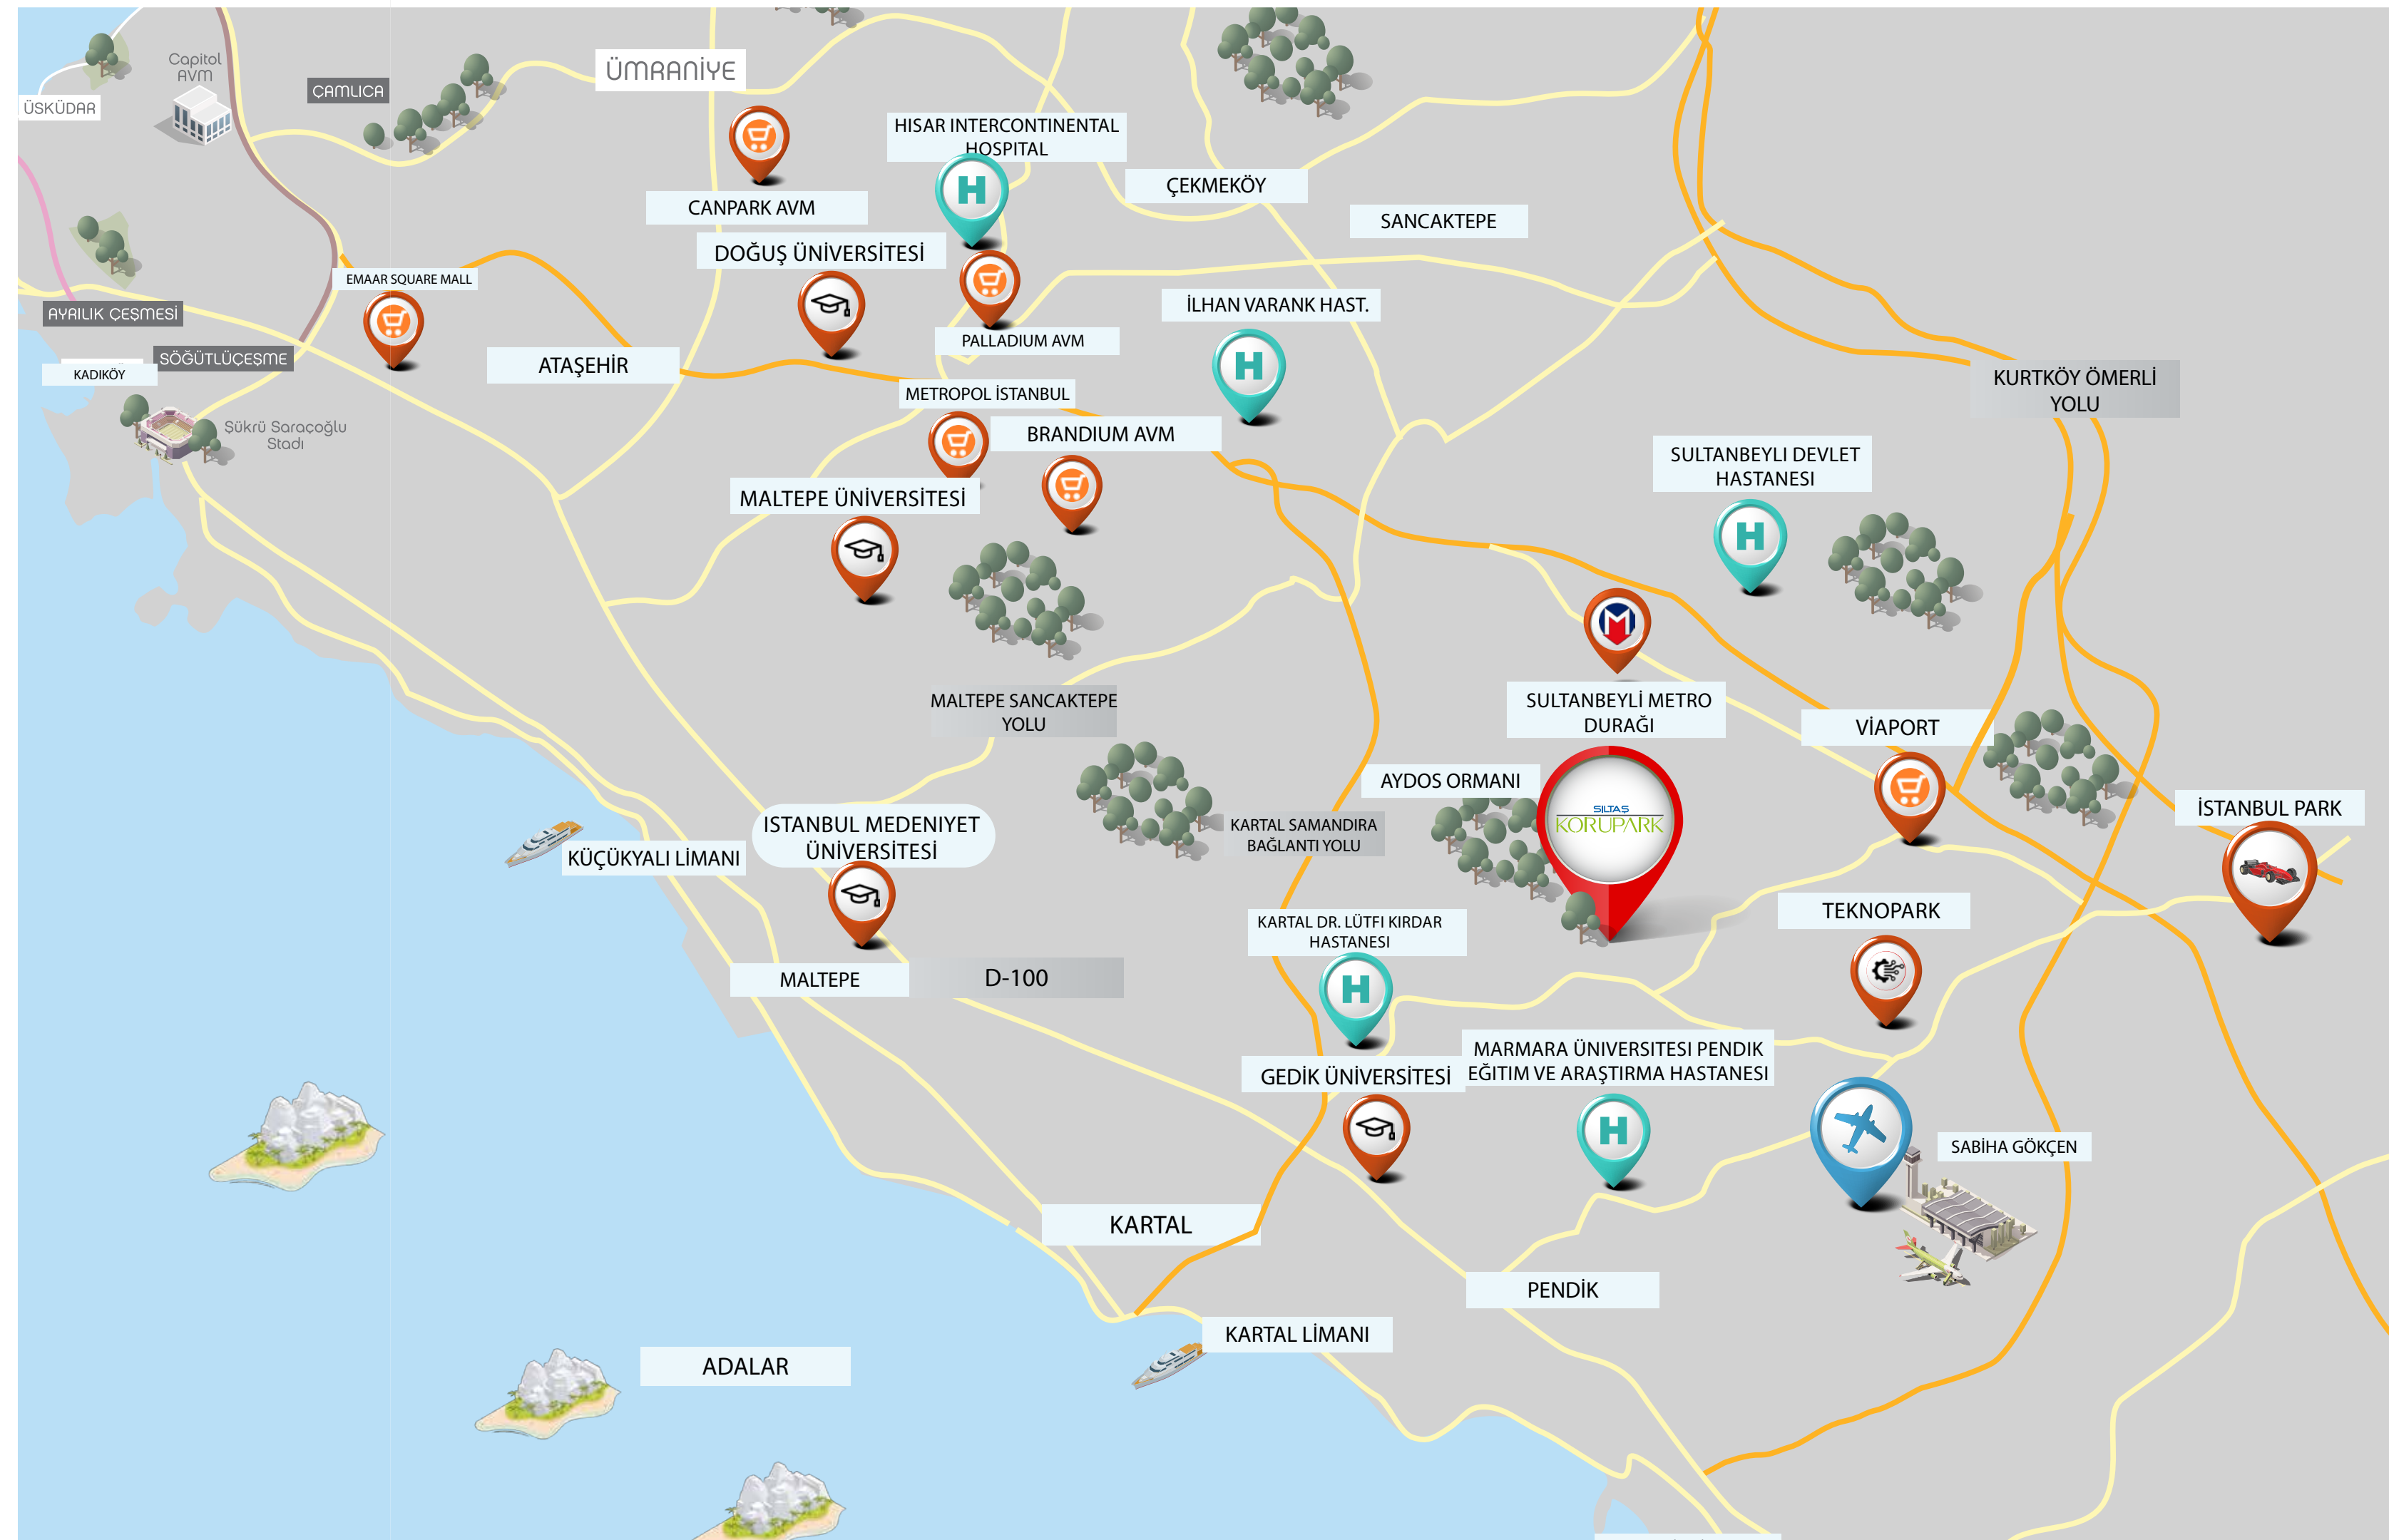 Capitol
AVM
ÜSKÜDAR
ÇAMLICA
ÜMRANİYE
HISAR INTERCONTINENTAL
HOSPITAL
H
ÇEKMEKÖY
CANPARK AVM
SANCAKTEPE
DOĞUŞ ÜNİVERSİTESİ
EMAAR SQUARE MALL
AYRILIK ÇEŞMESİ
İLHAN VARANK HAST.
H
PALLADIUM AVM
SÖĞÜTLÜÇEŞME
KADIKÖY
ATAŞEHİR
KURTKÖY ÖMERLİ
YOLU
METROPOL İSTANBUL
Şükrü Saraçoğlu
Stadı
BRANDIUM AVM
SULTANBEYLI DEVLET
HASTANESI
H
MALTEPE ÜNİVERSİTESİ
M
MALTEPE SANCAKTEPE
YOLU
SULTANBEYLİ METRO
DURAĞI
VİAPORT
AYDOS ORMANI
SILTAŞ
KORUPARK
İSTANBUL PARK
ISTANBUL MEDENIYET
ÜNİVERSİTESİ
KARTAL SAMANDIRA
BAĞLANTI YOLU
KÜÇÜKYALI LİMANI
TEKNOPARK
KARTAL DR. LÜTFI KIRDAR
HASTANESI
H
MALTEPE
D-100
MARMARA ÜNIVERSITESI PENDIK
EĞITIM VE ARAŞTIRMA HASTANESI
H
GEDİK ÜNİVERSİTESİ
SABİHA GÖKÇEN
KARTAL
PENDİK
KARTAL LİMANI
ADALAR